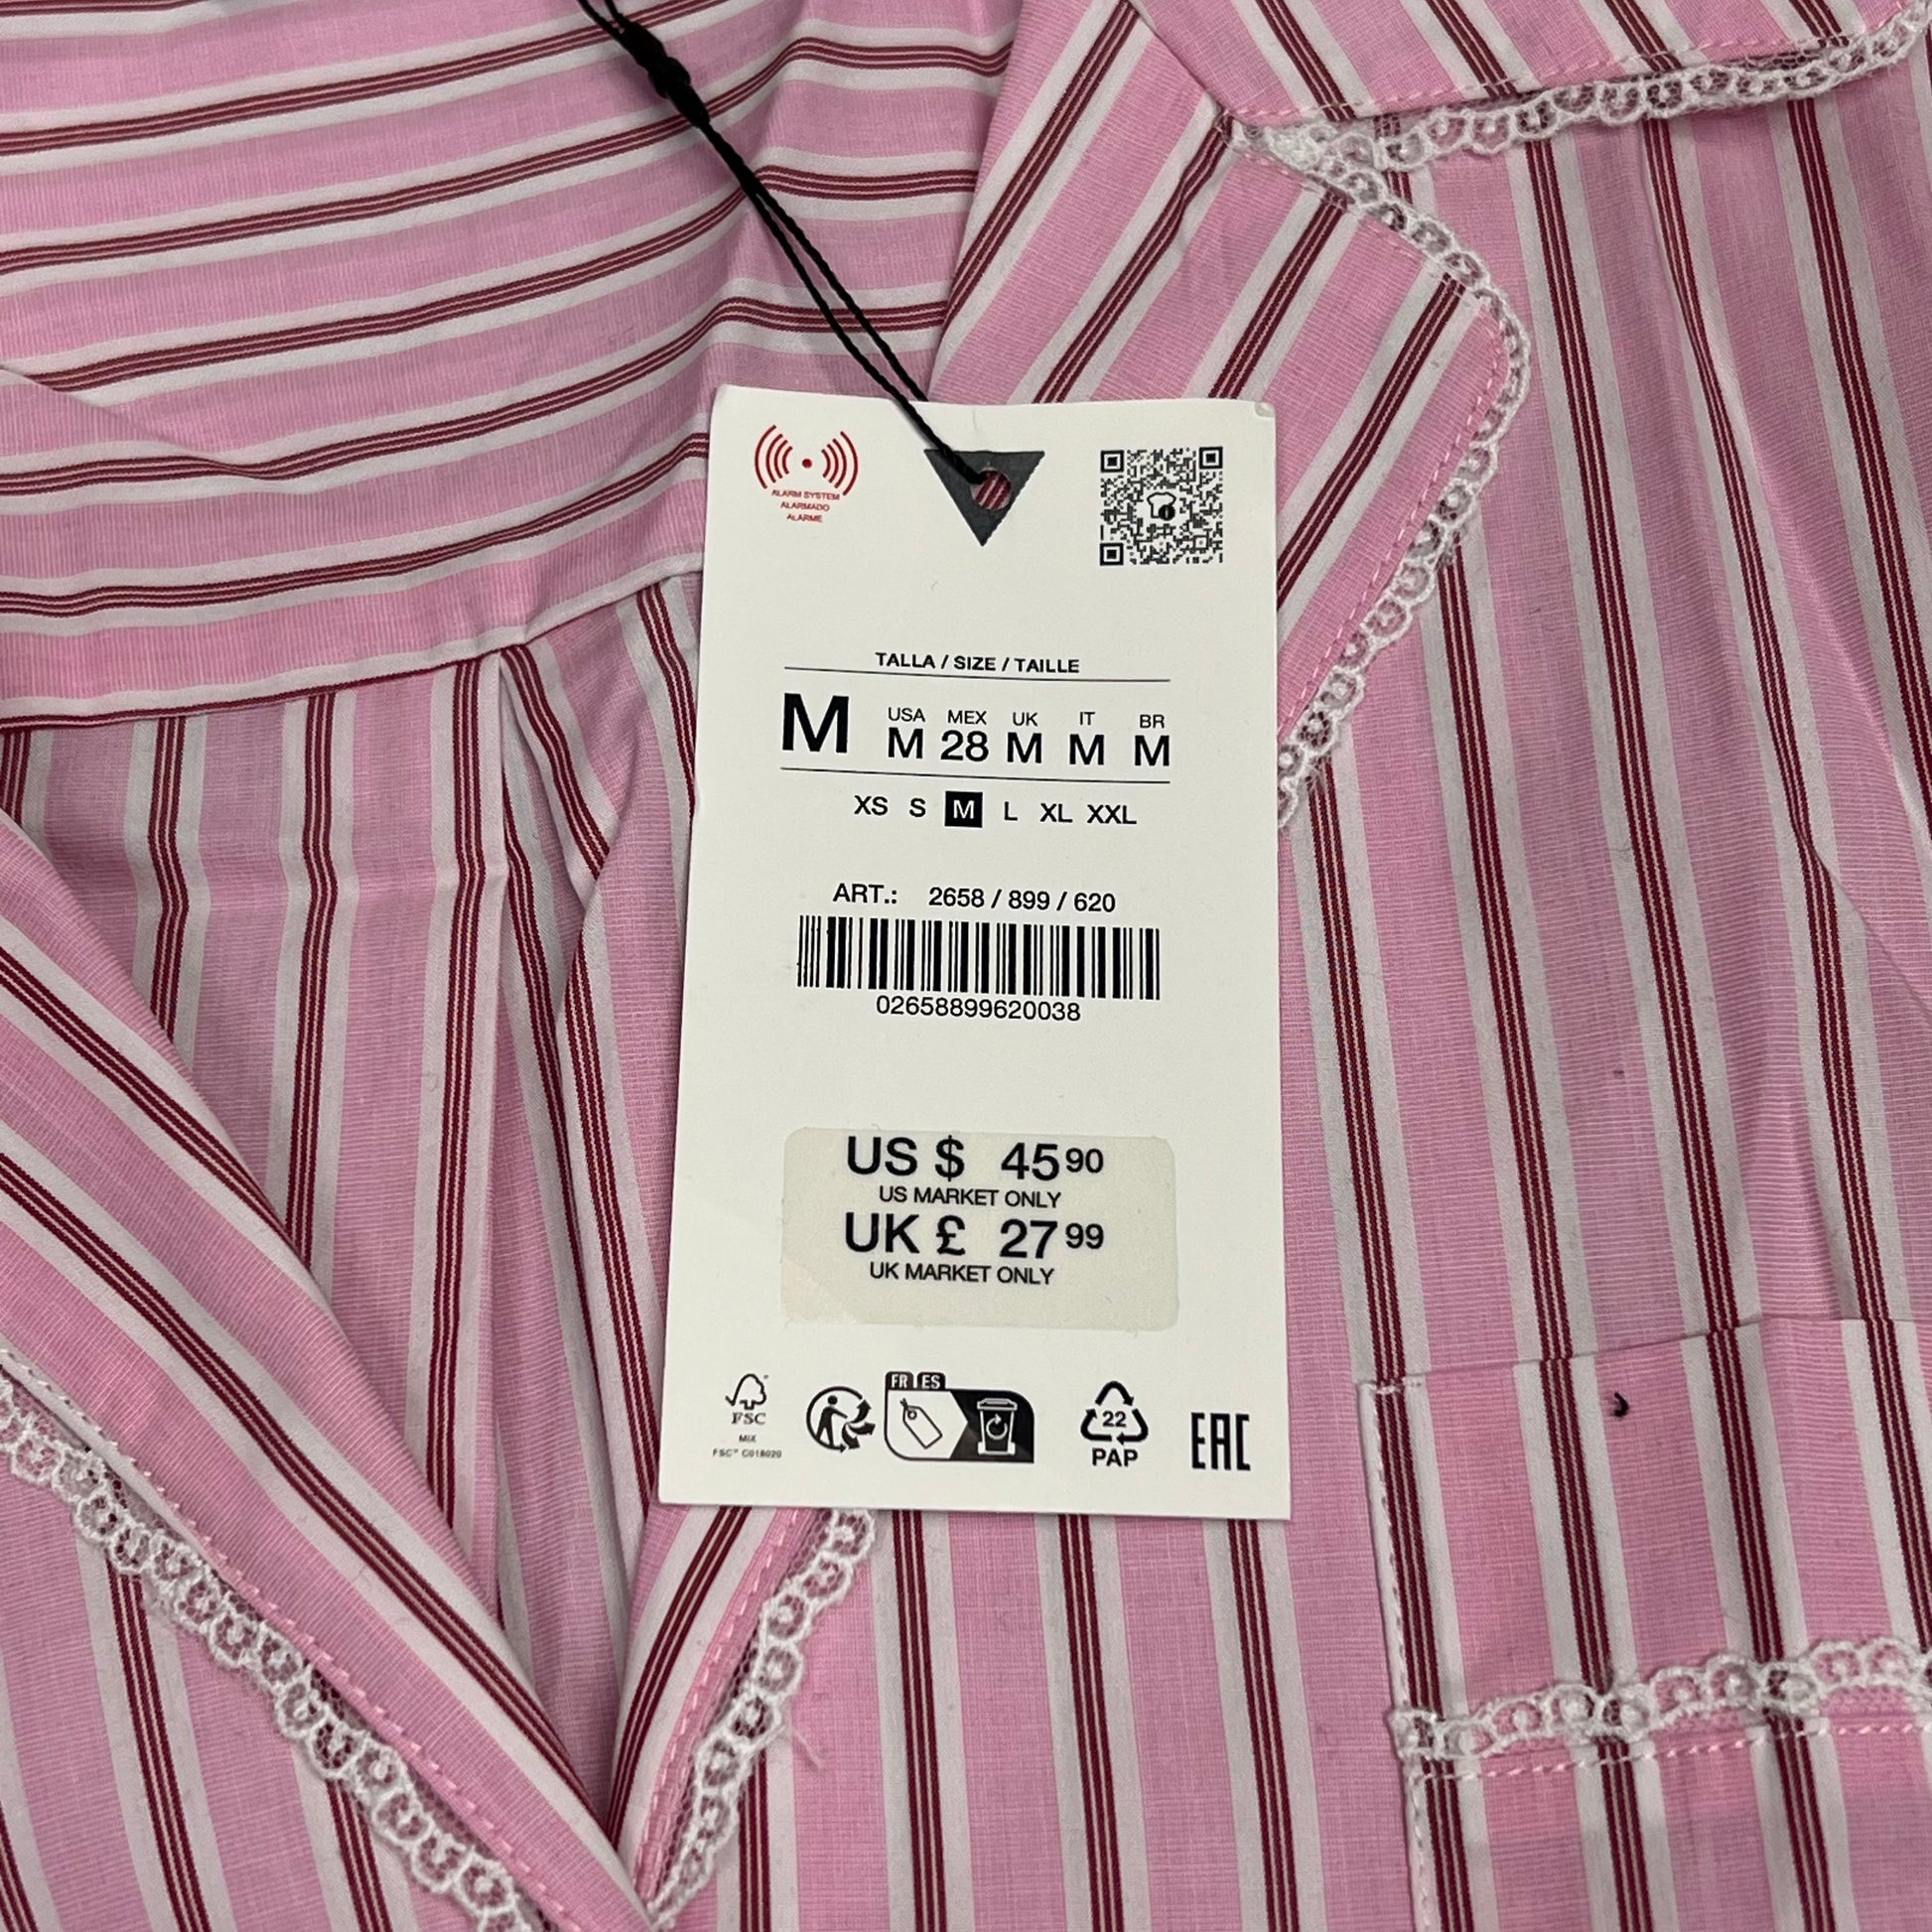 ALARM SYSTEM
ALARMADO
ALARME
TALLA / SIZE / TAILLE
M USA M MEX 28 UK M IT M BR M
XS S M L XL XXL
ART.: 2658 / 899 / 620
02658899620038
US $ 45 90
US MARKET ONLY
UK £ 27 99
UK MARKET ONLY
FSC
MIX
FSC™ C018020
FR ES
22
PAP
EAC